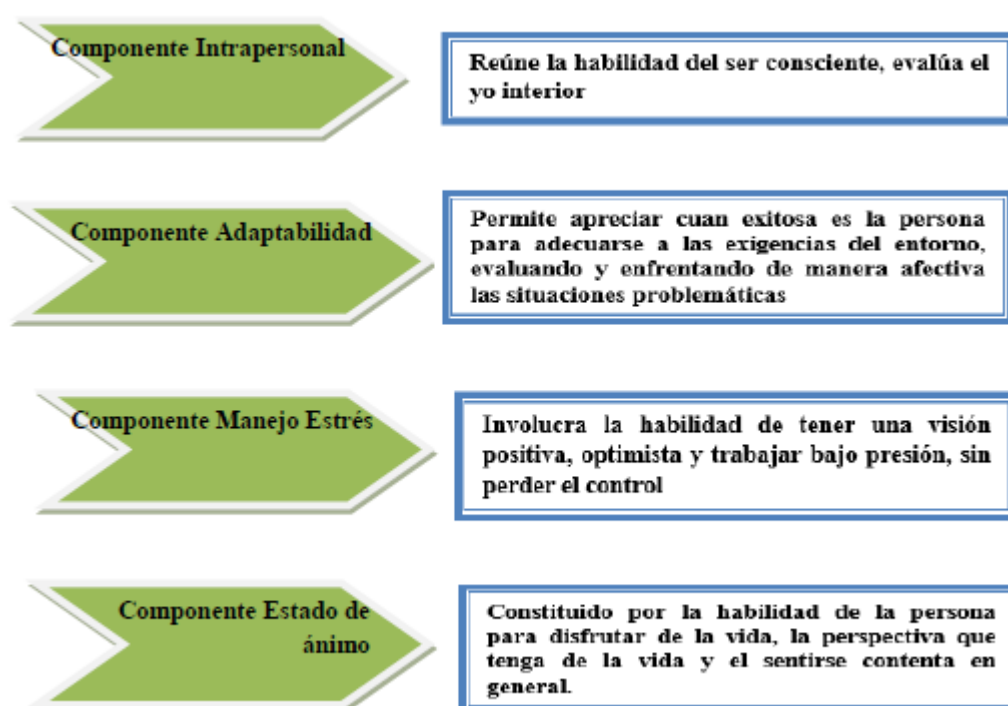 Componente Intrapersonal
Reúne la habilidad del ser consciente, evalúa el
yo interior
Componente Adaptabilidad
Permite apreciar cuan exitosa es la persona
para adecuarse a las exigencias del entorno,
evaluando y enfrentando de manera afectiva
las situaciones problemáticas
Componente Manejo Estrés
Involucra la habilidad de tener una visión
positiva, optimista y trabajar bajo presión, sin
perder el control
Componente Estado de
ánimo
Constituido por la habilidad de la persona
para disfrutar de la vida, la perspectiva que
tenga de la vida y el sentirse contenta en
general.